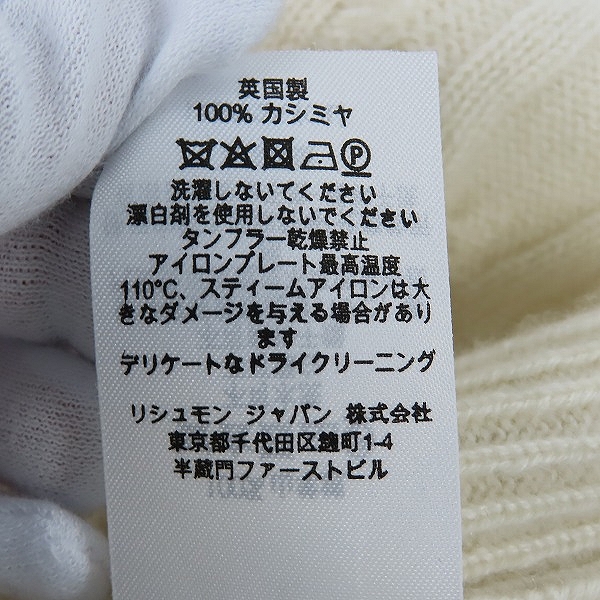 英国製
100% カシミヤ
洗濯しないてください
漂白剤を使用しないでください
タンフラー乾燥禁止
アイロンプレート最高温度
110°C、スティームアイロンは大
きなダメージを与える場合があり
ます
デリケートなドライクリーニング
リシュモン ジャパン 株式会社
東京都千代田区麹町1-4
半蔵門ファーストビル